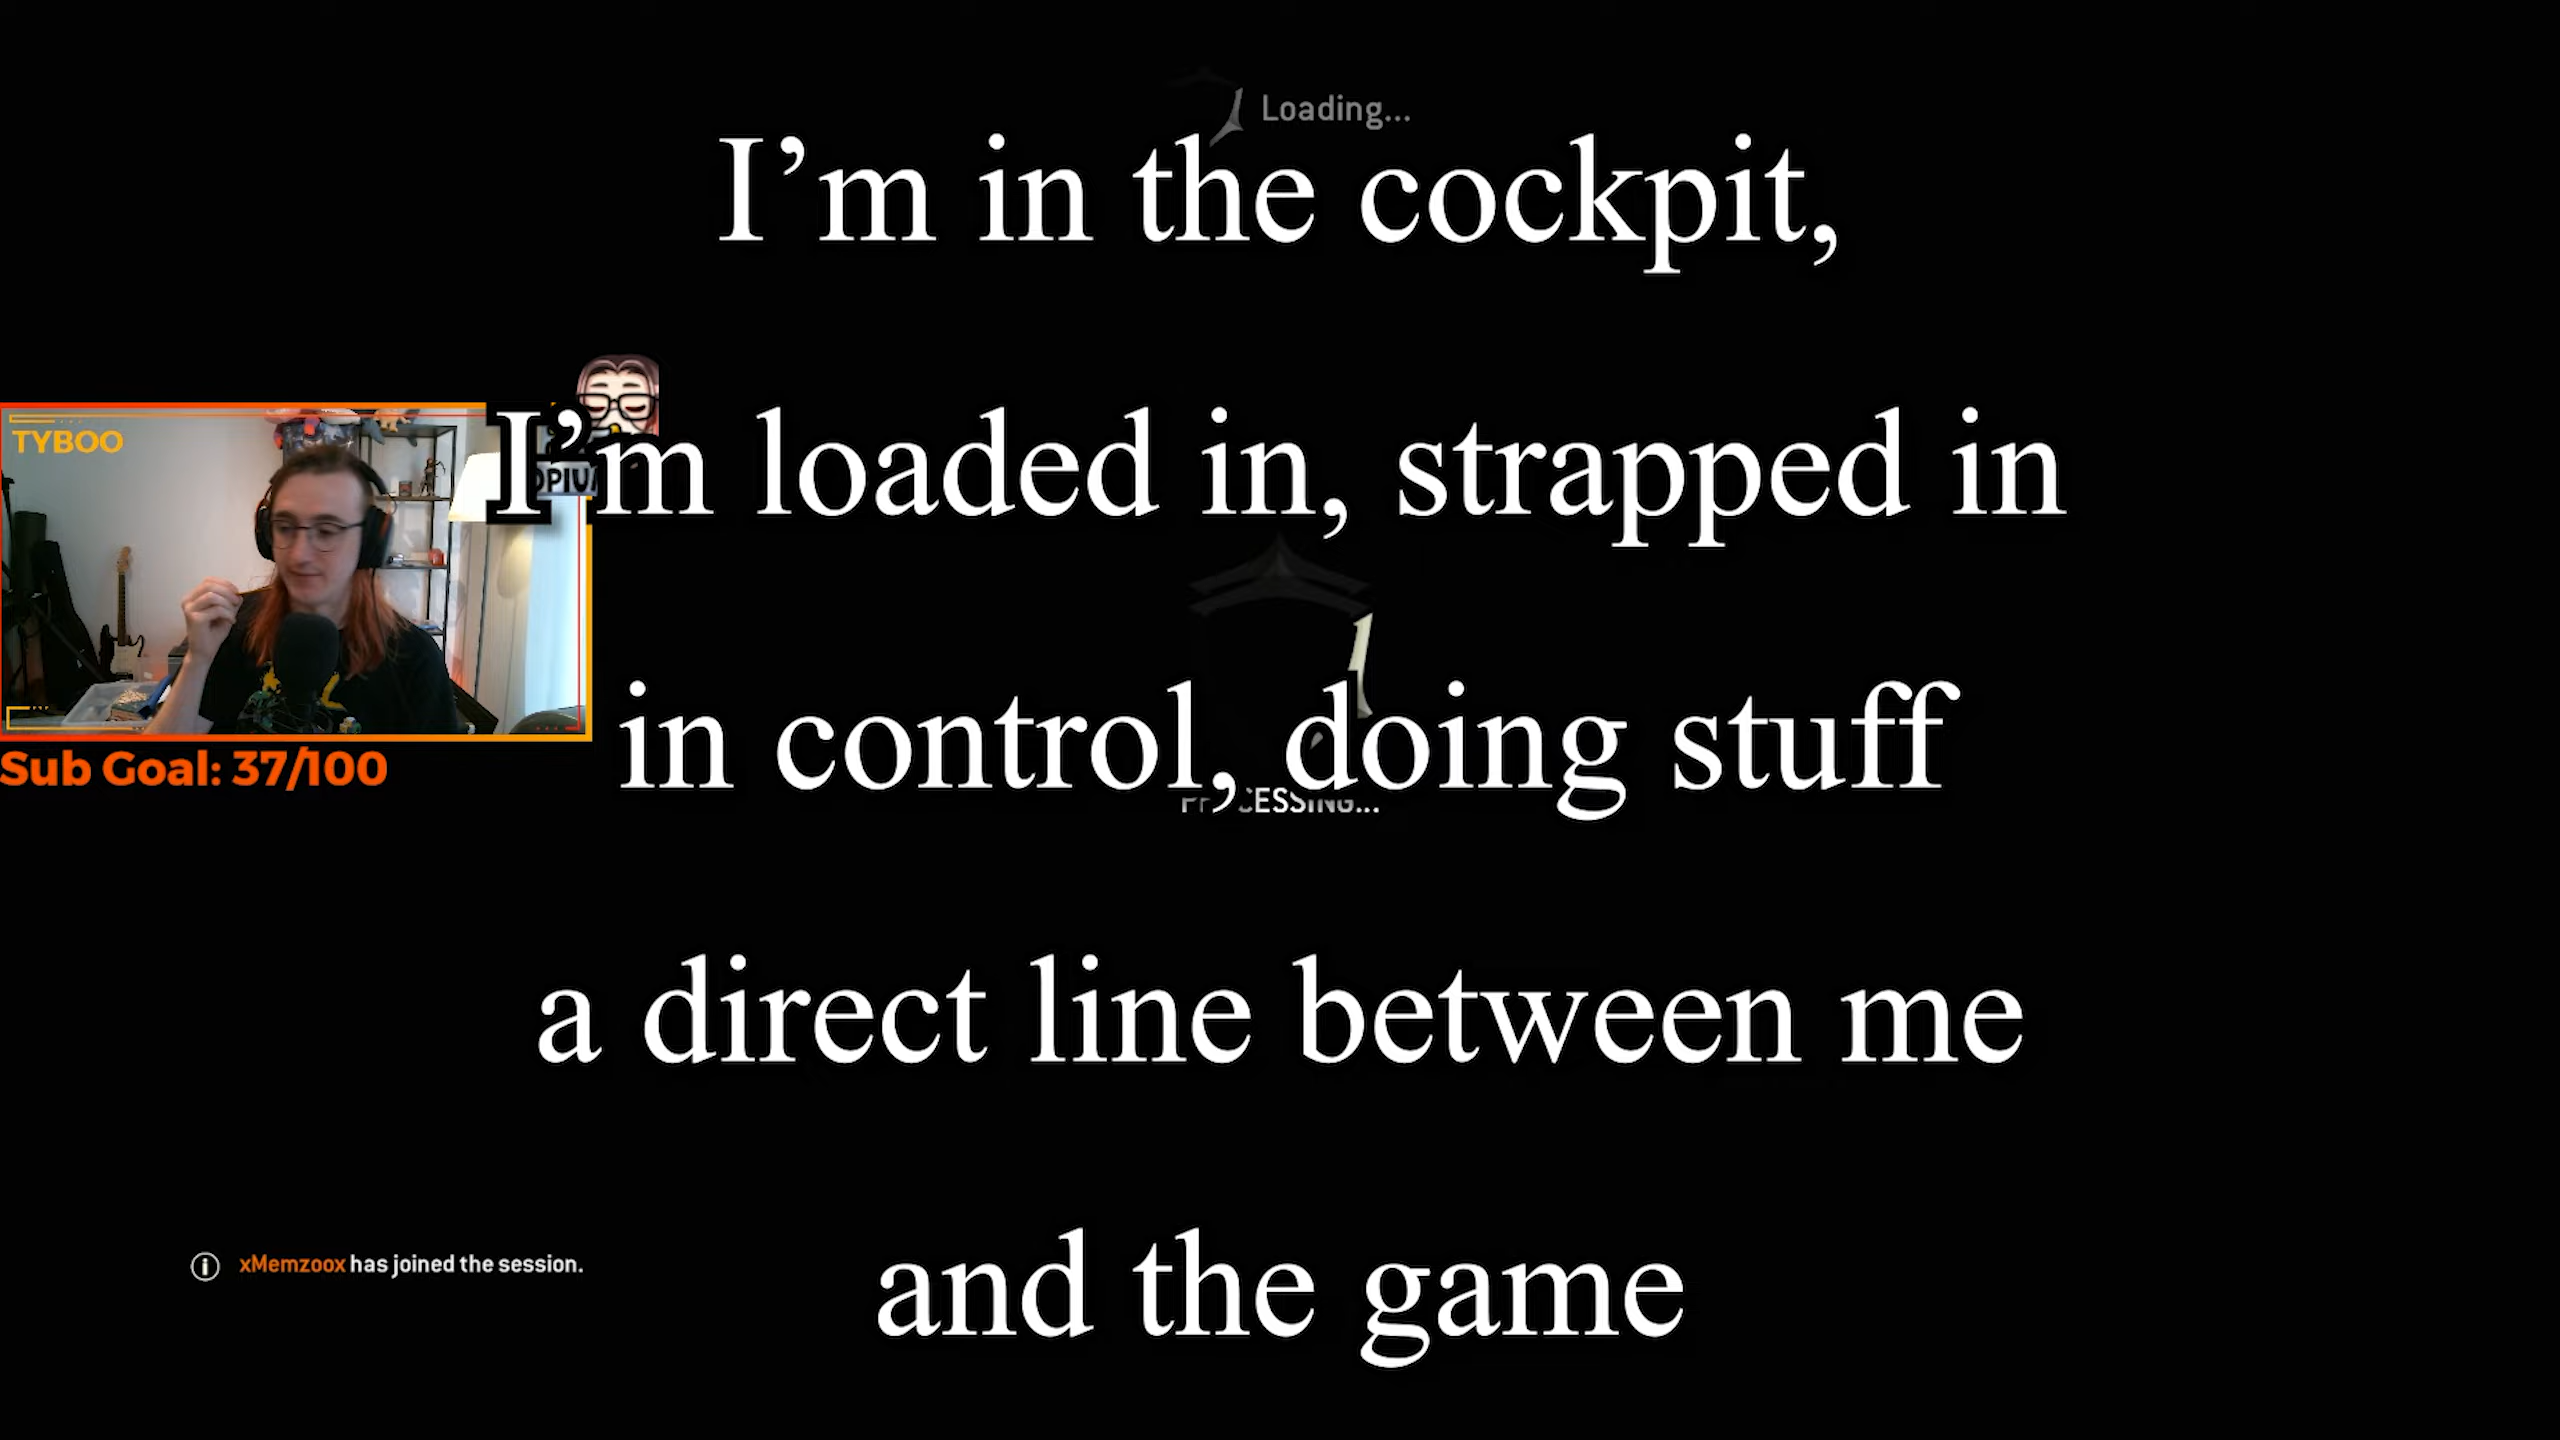 Loading...
I’m in the cockpit,
I’m loaded in, strapped in
in control, doing stuff
a direct line between me
and the game
TYBOO
Sub Goal: 37/100
xMemzoox has joined the session.